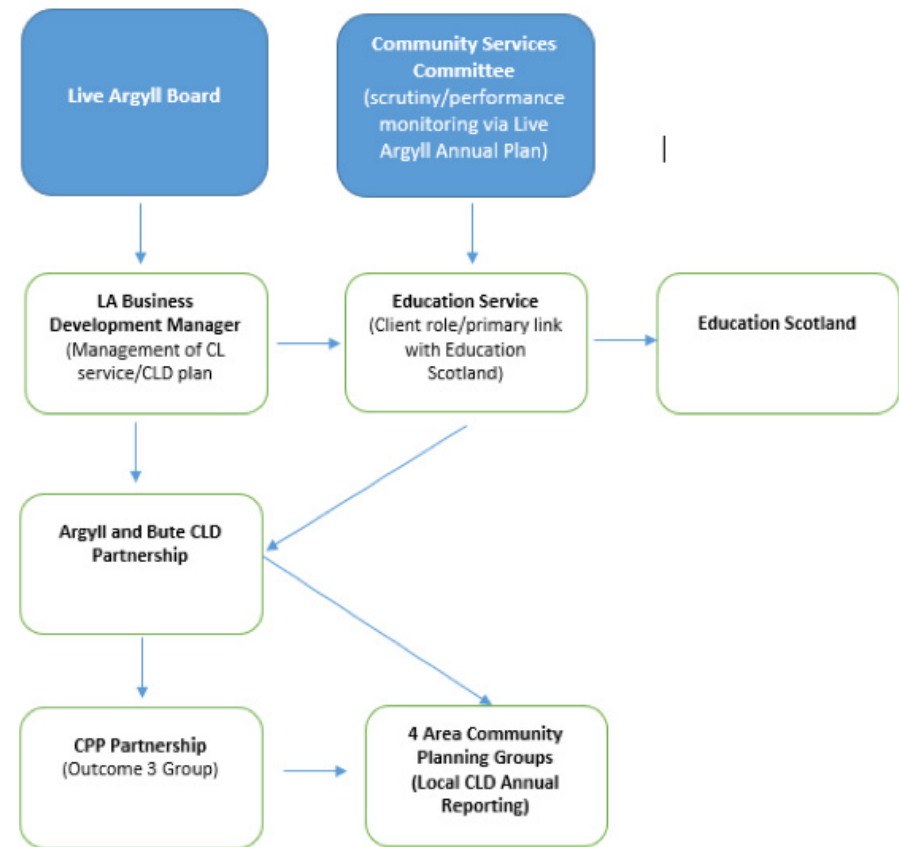 Live Argyll Board
Community Services
Committee
(scrutiny/performance
monitoring via Live
Argyll Annual Plan)
LA Business
Development Manager
(Management of CL
service/CLD plan
Education Service
(Client role/primary link
with Education
Scotland)
Education Scotland
Argyll and Bute CLD
Partnership
CPP Partnership
(Outcome 3 Group)
4 Area Community
Planning Groups
(Local CLD Annual
Reporting)